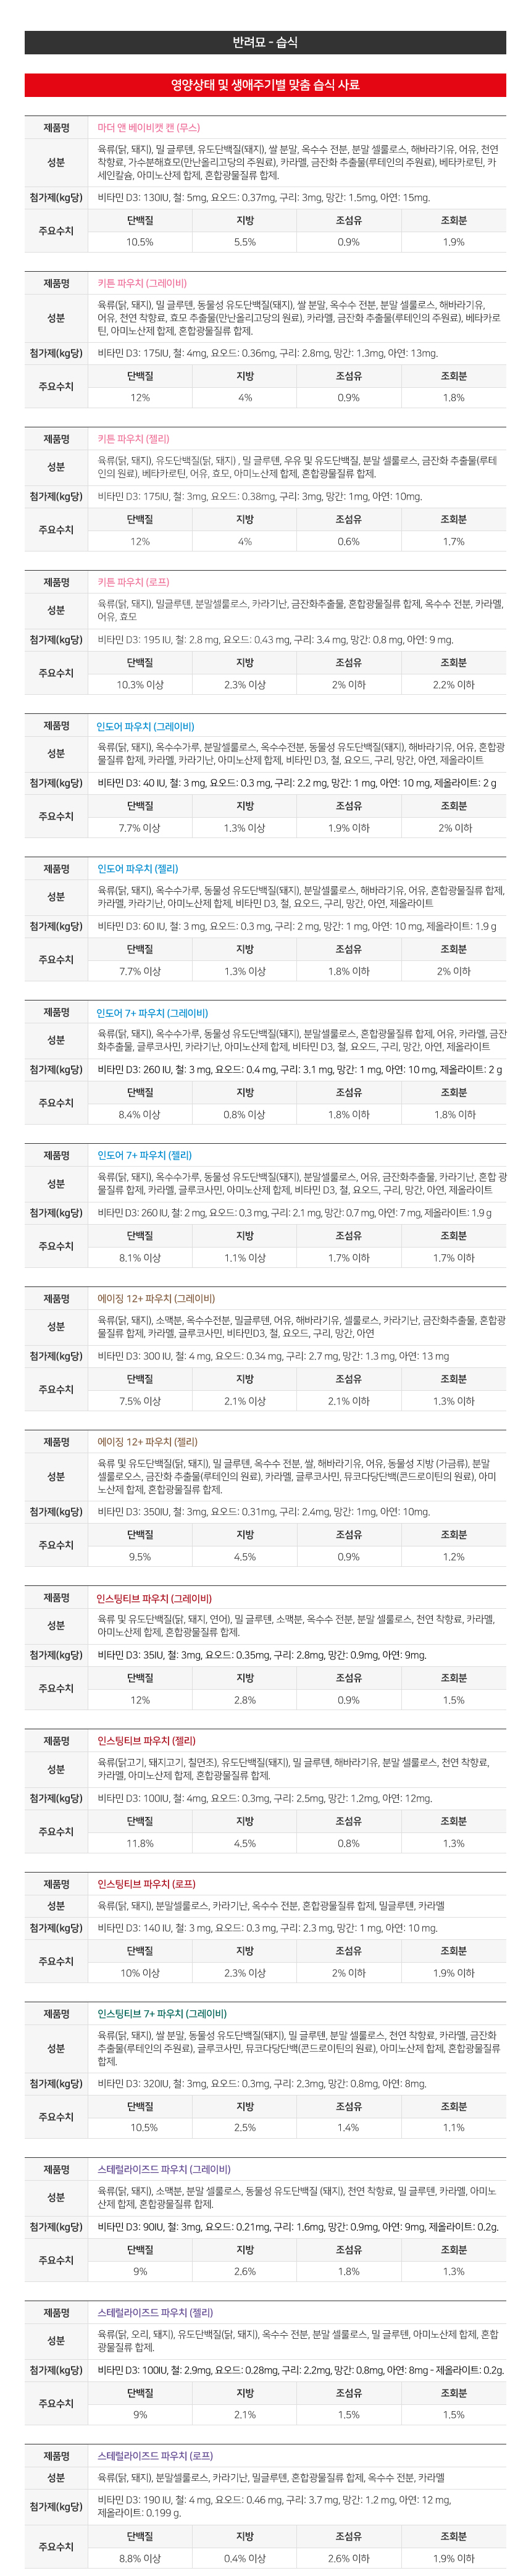 반려묘 - 습식
영양상태 및 생애주기별 맞춤 습식 사료
제품명 마더 앤 베이비캣 캔 (무스)
성분 육류(닭, 돼지), 유도단백질(돼지), 쌀 분말, 옥수수 전분, 분말 셀룰로스, 해바라기유, 어유, 천연
착향료, 가수분해효모(만난올리고당의 주원료), 카라멜, 금잔화 추출물(루테인의 주원료), 베타카로틴, 카
세인칼슘, 아미노산제 합제, 혼합광물질류 합제.
첨가제(kg당) 비타민 D3: 130IU, 철: 5mg, 요오드: 0.37mg, 구리: 3mg, 망간: 1.5mg, 아연: 15mg.
주요수치 단백질 지방 조섬유 조회분
10.5% 5.5% 0.9% 1.9%
제품명 키튼 파우치 (그레이비)
성분 육류(닭, 돼지), 밀 글루텐, 동물성 유도단백질(돼지), 쌀 분말, 옥수수 전분, 분말 셀룰로스, 해바라기유,
어유, 천연 착향료, 효모 추출물(만난올리고당의 원료), 카라멜, 금잔화 추출물(루테인의 주원료), 베타카로
틴, 아미노산제 합제, 혼합광물질류 합제.
첨가제(kg당) 비타민 D3: 175IU, 철: 4mg, 요오드: 0.36mg, 구리: 2.8mg, 망간: 1.3mg, 아연: 13mg.
주요수치 단백질 지방 조섬유 조회분
12% 4% 0.9% 1.8%
제품명 키튼 파우치 (젤리)
성분 육류(닭, 돼지), 유도단백질(닭, 돼지) , 밀 글루텐, 우유 및 유도단백질, 분말 셀룰로스, 금잔화 추출물(루테
인의 원료), 베타카로틴, 어유, 효모, 아미노산제 합제, 혼합광물질류 합제.
첨가제(kg당) 비타민 D3: 175IU, 철: 3mg, 요오드: 0.38mg, 구리: 3mg, 망간: 1mg, 아연: 10mg.
주요수치 단백질 지방 조섬유 조회분
12% 4% 0.6% 1.7%
제품명 키튼 파우치 (로프)
성분 육류(닭, 돼지), 밀글루텐, 분말셀룰로스, 카라기난, 금잔화추출물, 혼합광물질류 합제, 옥수수 전분, 카라멜,
어유, 효모
첨가제(kg당) 비타민 D3: 195 IU, 철: 2.8 mg, 요오드: 0.43 mg, 구리: 3.4 mg, 망간: 0.8 mg, 아연: 9 mg.
주요수치 단백질 지방 조섬유 조회분
10.3% 이상 2.3% 이상 2% 이하 2.2% 이하
제품명 인도어 파우치 (그레이비)
성분 육류(닭, 돼지), 옥수수가루, 분말셀룰로스, 옥수수전분, 동물성 유도단백질(돼지), 해바라기유, 어유, 혼합광
물질류 합제, 카라멜, 카라기난, 아미노산제 합제, 비타민 D3, 철, 요오드, 구리, 망간, 아연, 제올라이트
첨가제(kg당) 비타민 D3: 40 IU, 철: 3 mg, 요오드: 0.3 mg, 구리: 2.2 mg, 망간: 1 mg, 아연: 10 mg, 제올라이트: 2 g
주요수치 단백질 지방 조섬유 조회분
7.7% 이상 1.3% 이상 1.9% 이하 2% 이하
제품명 인도어 파우치 (젤리)
성분 육류(닭, 돼지), 옥수수가루, 동물성 유도단백질(돼지), 분말셀룰로스, 해바라기유, 어유, 혼합광물질류 합제,
카라멜, 카라기난, 아미노산제 합제, 비타민 D3, 철, 요오드, 구리, 망간, 아연, 제올라이트
첨가제(kg당) 비타민 D3: 60 IU, 철: 3 mg, 요오드: 0.3 mg, 구리: 2 mg, 망간: 1 mg, 아연: 10 mg, 제올라이트: 1.9 g
주요수치 단백질 지방 조섬유 조회분
7.7% 이상 1.3% 이상 1.8% 이하 2% 이하
제품명 인도어 7+ 파우치 (그레이비)
성분 육류(닭, 돼지), 옥수수가루, 동물성 유도단백질(돼지), 분말셀룰로스, 혼합광물질류 합제, 어유, 카라멜, 금잔
화추출물, 글루코사민, 카라기난, 아미노산제 합제, 비타민 D3, 철, 요오드, 구리, 망간, 아연, 제올라이트
첨가제(kg당) 비타민 D3: 260 IU, 철: 3 mg, 요오드: 0.4 mg, 구리: 3.1 mg, 망간: 1 mg, 아연: 10 mg, 제올라이트: 2 g
주요수치 단백질 지방 조섬유 조회분
8.4% 이상 0.8% 이상 1.8% 이하 1.8% 이하
제품명 인도어 7+ 파우치 (젤리)
성분 육류(닭, 돼지), 옥수수가루, 동물성 유도단백질(돼지), 분말셀룰로스, 어유, 금잔화추출물, 카라기난, 혼합 광
물질류 합제, 카라멜, 글루코사민, 아미노산제 합제, 비타민 D3, 철, 요오드, 구리, 망간, 아연, 제올라이트
첨가제(kg당) 비타민 D3: 260 IU, 철: 2 mg, 요오드: 0.3 mg, 구리: 2.1 mg, 망간: 0.7 mg, 아연: 7 mg, 제올라이트: 1.9 g
주요수치 단백질 지방 조섬유 조회분
8.1% 이상 1.1% 이상 1.7% 이하 1.7% 이하
제품명 에이징 12+ 파우치 (그레이비)
성분 육류(닭, 돼지), 소맥분, 옥수수전분, 밀글루텐, 어유, 해바라기유, 셀룰로스, 카라기난, 금잔화추출물, 혼합광
물질류 합제, 카라멜, 글루코사민, 비타민D3, 철, 요오드, 구리, 망간, 아연
첨가제(kg당) 비타민 D3: 300 IU, 철: 4 mg, 요오드: 0.34 mg, 구리: 2.7 mg, 망간: 1.3 mg, 아연: 13 mg
주요수치 단백질 지방 조섬유 조회분
7.5% 이상 2.1% 이상 2.1% 이하 1.3% 이하
제품명 에이징 12+ 파우치 (젤리)
성분 육류 및 유도단백질(닭, 돼지), 밀 글루텐, 옥수수 전분, 쌀, 해바라기유, 어유, 동물성 지방 (가금류), 분말
셀룰로오스, 금잔화 추출물(루테인의 원료), 카라멜, 글루코사민, 뮤코다당단백(콘드로이틴의 원료), 아미
노산제 합제, 혼합광물질류 합제.
첨가제(kg당) 비타민 D3: 350IU, 철: 3mg, 요오드: 0.31mg, 구리: 2.4mg, 망간: 1mg, 아연: 10mg.
주요수치 단백질 지방 조섬유 조회분
9.5% 4.5% 0.9% 1.2%
제품명 인스팅티브 파우치 (그레이비)
성분 육류 및 유도단백질(닭, 돼지, 연어), 밀 글루텐, 소맥분, 옥수수 전분, 분말 셀룰로스, 천연 착향료, 카라멜,
아미노산제 합제, 혼합광물질류 합제.
첨가제(kg당) 비타민 D3: 35IU, 철: 3mg, 요오드: 0.35mg, 구리: 2.8mg, 망간: 0.9mg, 아연: 9mg.
주요수치 단백질 지방 조섬유 조회분
12% 2.8% 0.9% 1.5%
제품명 인스팅티브 파우치 (젤리)
성분 육류(닭고기, 돼지고기, 칠면조), 유도단백질(돼지), 밀 글루텐, 해바라기유, 분말 셀룰로스, 천연 착향료,
카라멜, 아미노산제 합제, 혼합광물질류 합제.
첨가제(kg당) 비타민 D3: 100IU, 철: 4mg, 요오드: 0.3mg, 구리: 2.5mg, 망간: 1.2mg, 아연: 12mg.
주요수치 단백질 지방 조섬유 조회분
11.8% 4.5% 0.8% 1.3%
제품명 인스팅티브 파우치 (로프)
성분 육류(닭, 돼지), 분말셀룰로스, 카라기난, 옥수수 전분, 혼합광물질류 합제, 밀글루텐, 카라멜
첨가제(kg당) 비타민 D3: 140 IU, 철: 3 mg, 요오드: 0.3 mg, 구리: 2.3 mg, 망간: 1 mg, 아연: 10 mg.
주요수치 단백질 지방 조섬유 조회분
10% 이상 2.3% 이상 2% 이하 1.9% 이하
제품명 인스팅티브 7+ 파우치 (그레이비)
성분 육류(닭, 돼지), 쌀 분말, 동물성 유도단백질(돼지), 밀 글루텐, 분말 셀룰로스, 천연 착향료, 카라멜, 금잔화
추출물(루테인의 주원료), 글루코사민, 뮤코다당단백(콘드로이틴의 원료), 아미노산제 합제, 혼합광물질류
합제.
첨가제(kg당) 비타민 D3: 320IU, 철: 3mg, 요오드: 0.3mg, 구리: 2.3mg, 망간: 0.8mg, 아연: 8mg.
주요수치 단백질 지방 조섬유 조회분
10.5% 2.5% 1.4% 1.1%
제품명 스테럴라이즈드 파우치 (그레이비)
성분 육류(닭, 돼지), 소맥분, 분말 셀룰로스, 동물성 유도단백질 (돼지), 천연 착향료, 밀 글루텐, 카라멜, 아미노
산제 합제, 혼합광물질류 합제.
첨가제(kg당) 비타민 D3: 90IU, 철: 3mg, 요오드: 0.21mg, 구리: 1.6mg, 망간: 0.9mg, 아연: 9mg, 제올라이트: 0.2g.
주요수치 단백질 지방 조섬유 조회분
9% 2.6% 1.8% 1.3%
제품명 스테럴라이즈드 파우치 (젤리)
성분 육류(닭, 오리, 돼지), 유도단백질(닭, 돼지), 옥수수 전분, 분말 셀룰로스, 밀 글루텐, 아미노산제 합제, 혼합
광물질류 합제.
첨가제(kg당) 비타민 D3: 100IU, 철: 2.9mg, 요오드: 0.28mg, 구리: 2.2mg, 망간: 0.8mg, 아연: 8mg - 제올라이트: 0.2g.
주요수치 단백질 지방 조섬유 조회분
9% 2.1% 1.5% 1.5%
제품명 스테럴라이즈드 파우치 (로프)
성분 육류(닭, 돼지), 분말셀룰로스, 카라기난, 밀글루텐, 혼합광물질류 합제, 옥수수 전분, 카라멜
첨가제(kg당) 비타민 D3: 190 IU, 철: 4 mg, 요오드: 0.46 mg, 구리: 3.7 mg, 망간: 1.2 mg, 아연: 12 mg,
제올라이트: 0.199 g.
주요수치 단백질 지방 조섬유 조회분
8.8% 이상 0.4% 이상 2.6% 이하 1.9% 이하